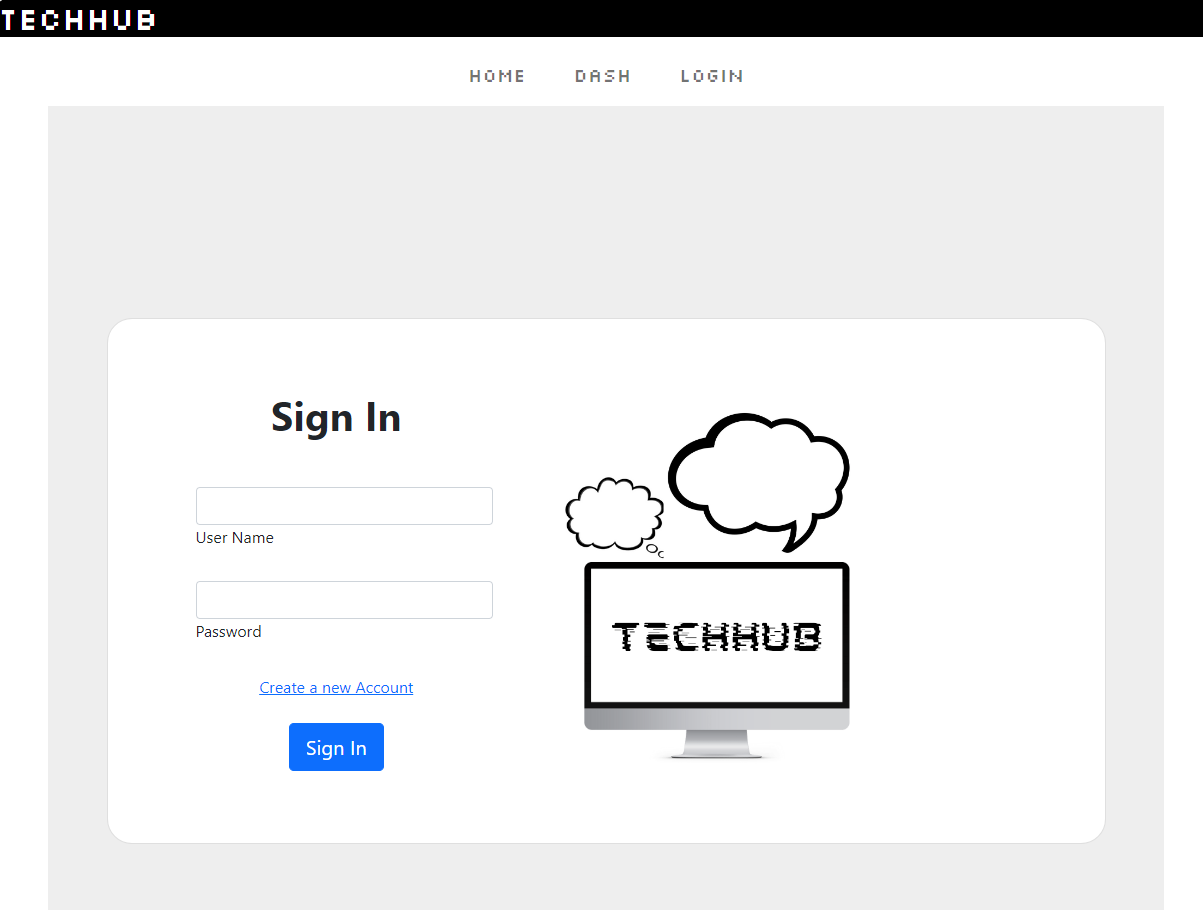 TECHHUB
HOME DASH LOGIN
Sign In
User Name
Password
Create a new Account
Sign In
TECHHUB